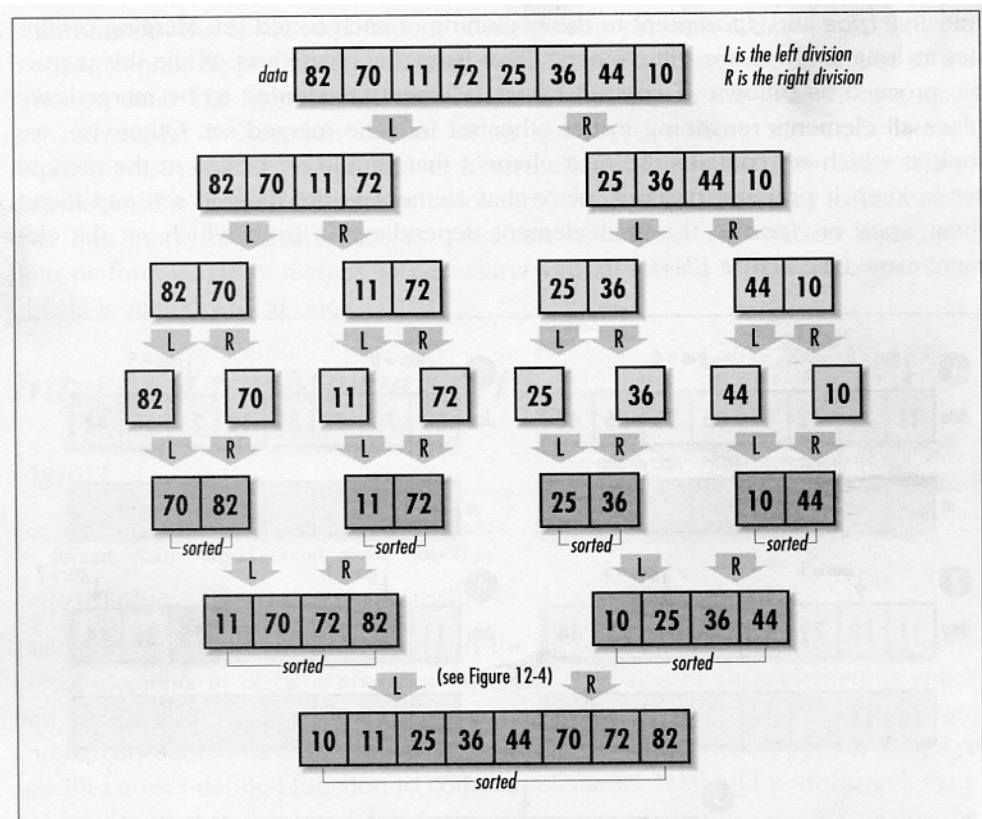 data 82 70 11 72 25 36 44 10
L is the left division
R is the right division
L R
82 70 11 72 25 36 44 10
L R L R
82 70 11 72 25 36 44 10
L R L R L R L R
82 70 11 72 25 36 44 10
L R L R L R L R
70 82 11 72 25 36 10 44
sorted sorted sorted sorted
L R L R
11 70 72 82 10 25 36 44
sorted sorted
(see Figure 12-4)
L R
10 11 25 36 44 70 72 82
sorted